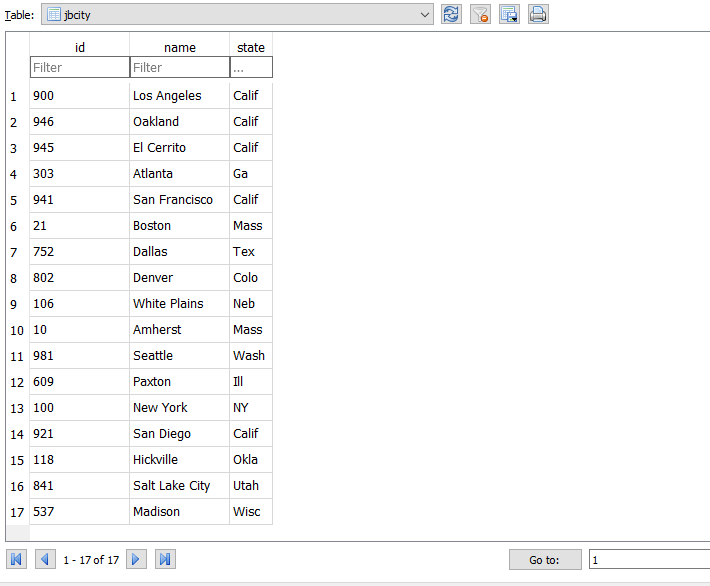 Table: jbcity
id name state
Filter Filter ...
1 900 Los Angeles Calif
2 946 Oakland Calif
3 945 El Cerrito Calif
4 303 Atlanta Ga
5 941 San Francisco Calif
6 21 Boston Mass
7 752 Dallas Tex
8 802 Denver Colo
9 106 White Plains Neb
10 10 Amherst Mass
11 981 Seattle Wash
12 609 Paxton Ill
13 100 New York NY
14 921 San Diego Calif
15 118 Hickville Okla
16 841 Salt Lake City Utah
17 537 Madison Wisc
1 - 17 of 17 Go to: 1